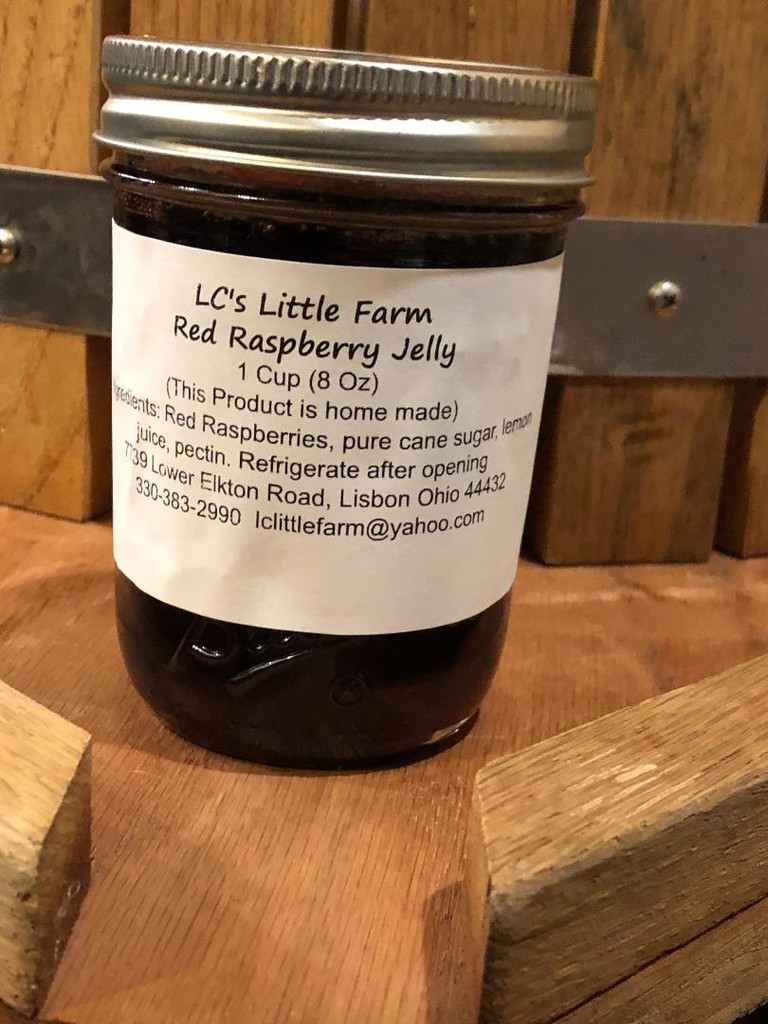 LC's Little Farm
Red Raspberry Jelly
1 Cup (8 Oz)
(This Product is home made)
Ingredients: Red Raspberries, pure cane sugar, lemon
juice, pectin. Refrigerate after opening
7739 Lower Elkton Road, Lisbon Ohio 44432
330-383-2990 lclittlefarm@yahoo.com